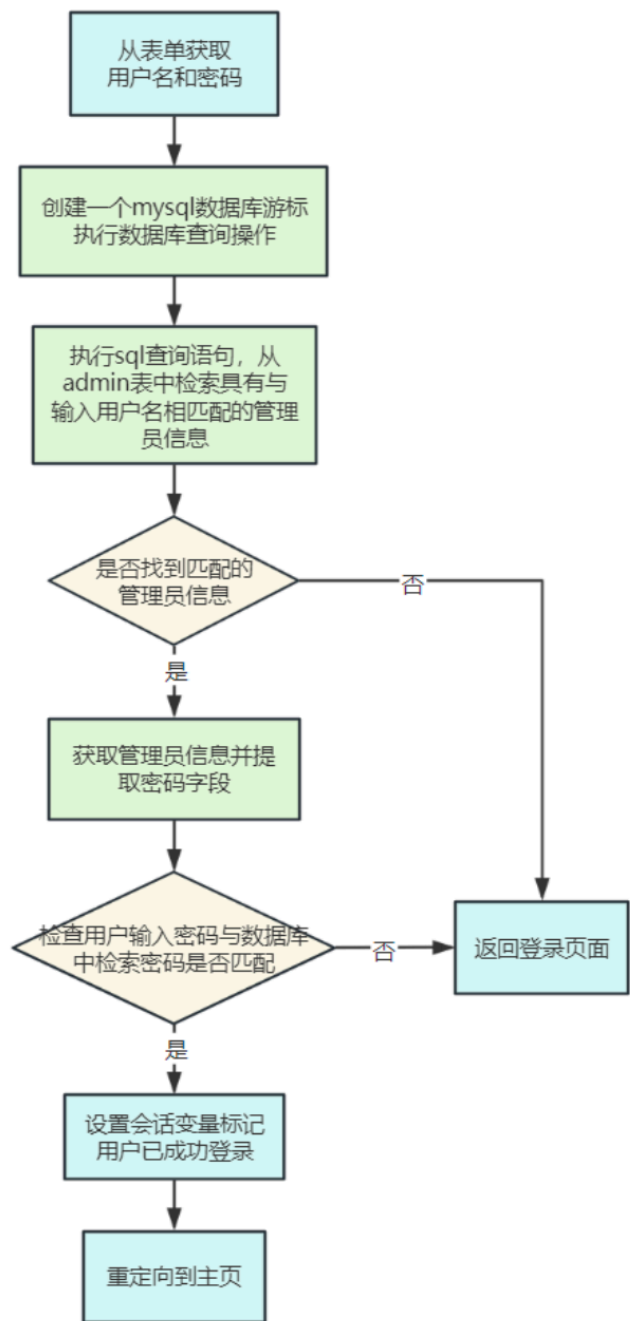 从表单获取
用户名和密码
创建一个mysql数据库游标
执行数据库查询操作
执行sql查询语句，从
admin表中检索具有与
输入用户名相匹配的管理
员信息
是否找到匹配的
管理员信息
否
是
获取管理员信息并提
取密码字段
检查用户输入密码与数据库
中检索密码是否匹配
否
返回登录页面
是
设置会话变量标记
用户已成功登录
重定向到主页